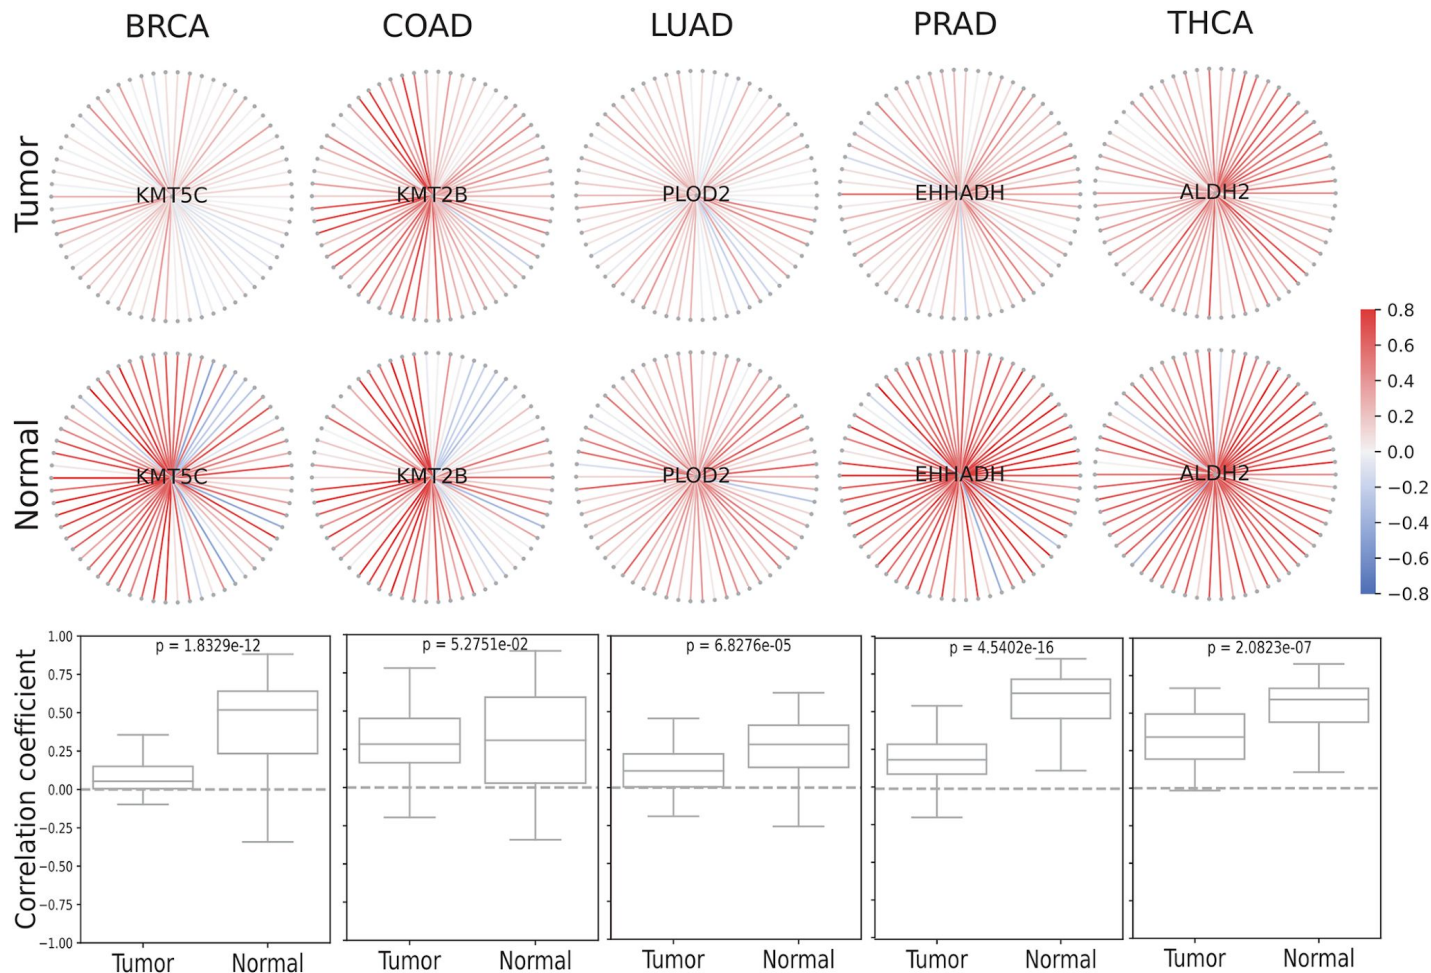 BRCA COAD LUAD PRAD THCA
Tumor
KMT5C KMT2B PLOD2 EHHADH ALDH2
Normal
KMT5C KMT2B PLOD2 EHHADH ALDH2
0.8
0.6
0.4
0.2
0.0
−0.2
−0.4
−0.6
−0.8
Correlation coefficient
1.00
0.75
0.50
0.25
0.00
−0.25
−0.50
−0.75
−1.00
p = 1.8329e-12 p = 5.2751e-02 p = 6.8276e-05 p = 4.5402e-16 p = 2.0823e-07
Tumor Normal Tumor Normal Tumor Normal Tumor Normal Tumor Normal